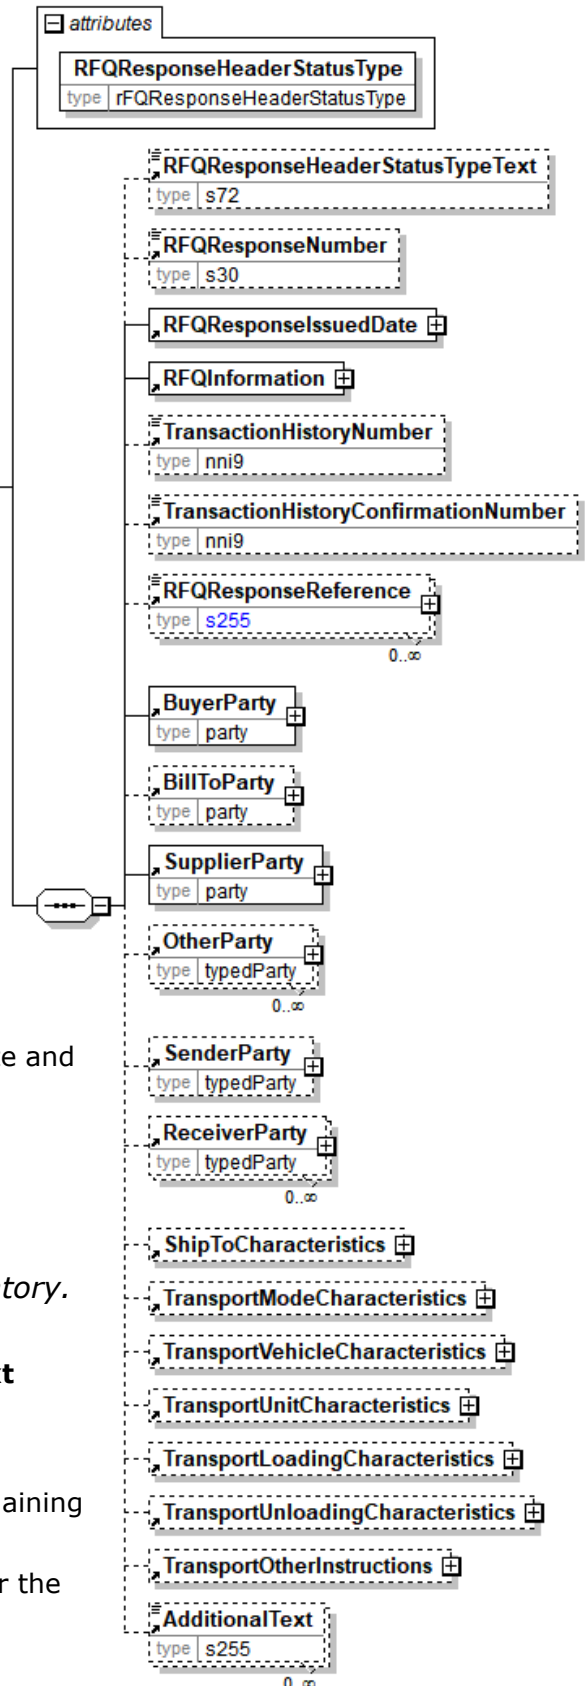 attributes
RFQResponseHeaderStatusType
type rFQResponseHeaderStatusType
RFQResponseHeaderStatusTypeText
type s72
RFQResponseNumber
type s30
RFQResponseIssuedDate
RFQInformation
TransactionHistoryNumber
type nni9
TransactionHistoryConfirmationNumber
type nni9
RFQResponseReference
type s255
0..∞
BuyerParty
type party
BillToParty
type party
SupplierParty
type party
OtherParty
type typedParty
0..∞
e and
SenderParty
type typedParty
ReceiverParty
type typedParty
0..∞
ShipToCharacteristics
tory.
TransportModeCharacteristics
TransportVehicleCharacteristics
t
TransportUnitCharacteristics
TransportLoadingCharacteristics
aining
TransportUnloadingCharacteristics
TransportOtherInstructions
r the
AdditionalText
type s255
0..∞